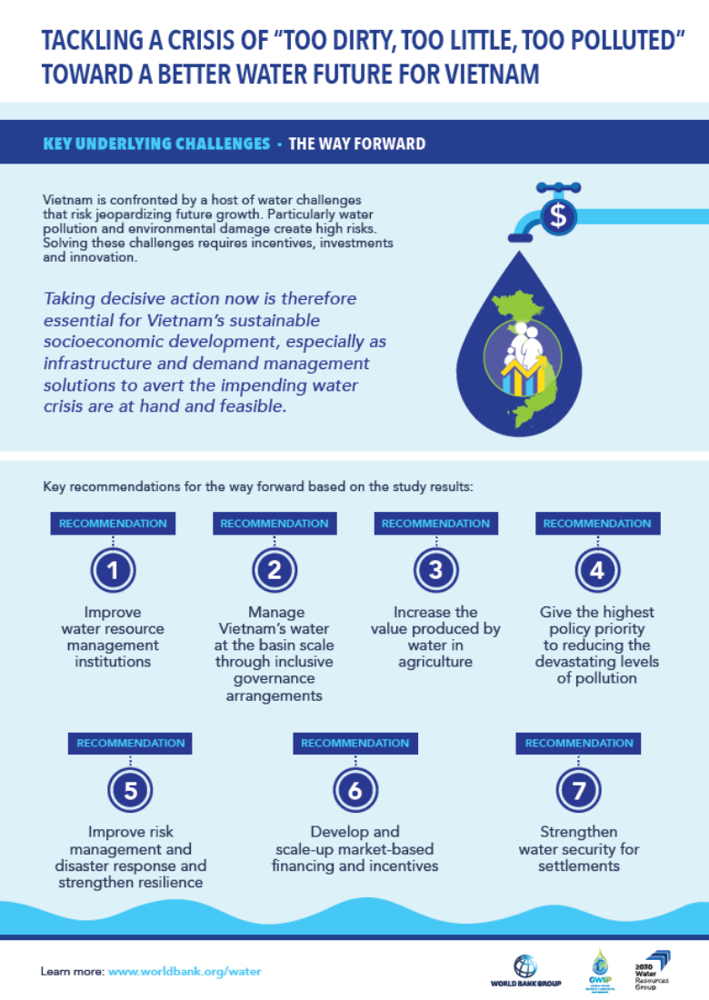 TACKLING A CRISIS OF “TOO DIRTY, TOO LITTLE, TOO POLLUTED”
TOWARD A BETTER WATER FUTURE FOR VIETNAM
KEY UNDERLYING CHALLENGES · THE WAY FORWARD
Vietnam is confronted by a host of water challenges
that risk jeopardizing future growth. Particularly water
pollution and environmental damage create high risks.
Solving these challenges requires incentives, investments
and innovation.
$
Taking decisive action now is therefore
essential for Vietnam’s sustainable
socioeconomic development, especially as
infrastructure and demand management
solutions to avert the impending water
crisis are at hand and feasible.
Key recommendations for the way forward based on the study results:
RECOMMENDATION
1
Improve
water resource
management
institutions
RECOMMENDATION
2
Manage
Vietnam’s water
at the basin scale
through inclusive
governance
arrangements
RECOMMENDATION
3
Increase the
value produced by
water in
agriculture
RECOMMENDATION
4
Give the highest
policy priority
to reducing the
devastating levels
of pollution
RECOMMENDATION
5
Improve risk
management and
disaster response and
strengthen resilience
RECOMMENDATION
6
Develop and
scale-up market-based
financing and incentives
RECOMMENDATION
7
Strengthen
water security for
settlements
Learn more: www.worldbank.org/water
WORLD BANK GROUP
GWSP
2030
Water
Resources
Group